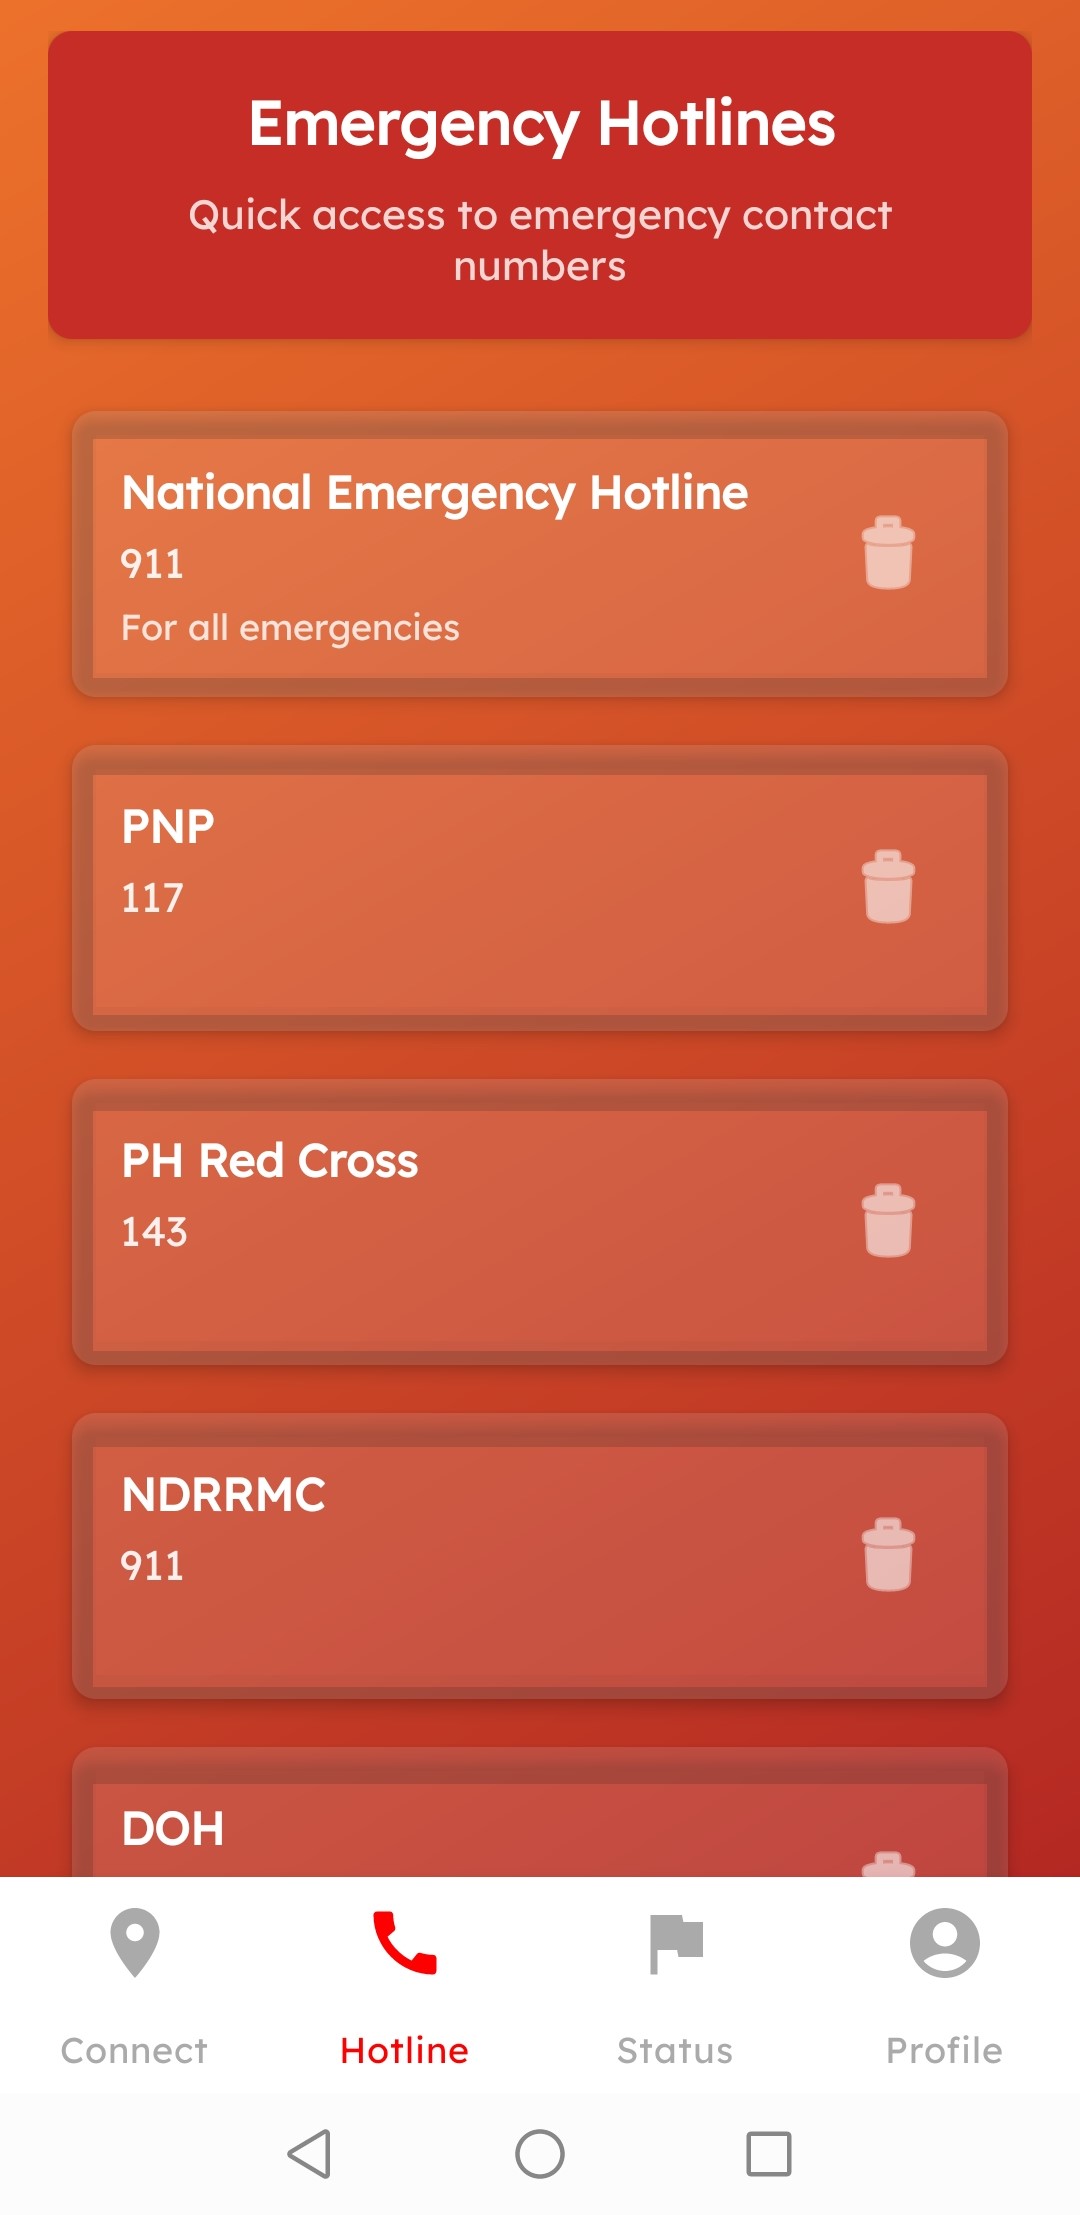 Emergency Hotlines
Quick access to emergency contact
numbers
National Emergency Hotline
911
For all emergencies
PNP
117
PH Red Cross
143
NDRRMC
911
DOH
Connect
Hotline
Status
Profile